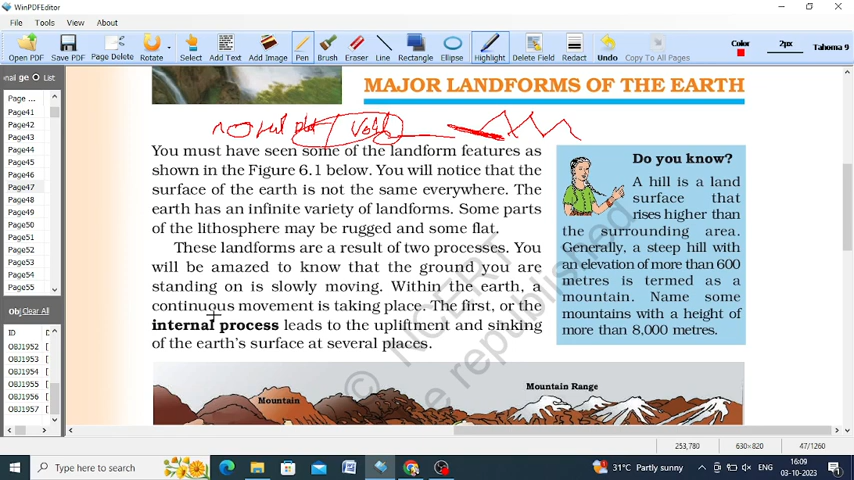 WinPDFEditor
File Tools View About
Open PDF Save PDF Page Delete Rotate Select Add Text Add Image Pen Brush Eraser Line Rectangle Ellipse Highlight Delete Field Redact Undo Copy To All Pages
Color 2px Tahoma 9
nail ge List
Page...
Page41
Page42
Page43
Page44
Page45
Page46
Page47
Page48
Page49
Page50
Page51
Page52
Page53
Page54
Page55
Obj Clear All
ID
OBJ1952
OBJ1953
OBJ1954
OBJ1955
OBJ1956
OBJ1957
MAJOR LANDFORMS OF THE EARTH
You must have seen some of the landform features as
shown in the Figure 6.1 below. You will notice that the
surface of the earth is not the same everywhere. The
earth has an infinite variety of landforms. Some parts
of the lithosphere may be rugged and some flat.
These landforms are a result of two processes. You
will be amazed to know that the ground you are
standing on is slowly moving. Within the earth, a
continuous movement is taking place. The first, or the
internal process leads to the upliftment and sinking
of the earth's surface at several places.
Do you know?
A hill is a land
surface that
rises higher than
the surrounding area.
Generally, a steep hill with
an elevation of more than 600
metres is termed as a
mountain. Name some
mountains with a height of
more than 8,000 metres.
© NCERT
be republished
Mountain
Mountain Range
253,780 630×820 47/1260
Type here to search
31°C Partly sunny ENG 16:09
03-10-2023